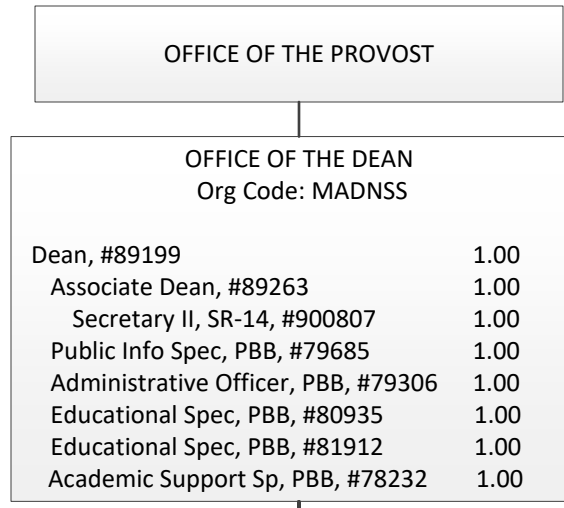 OFFICE OF THE PROVOST
OFFICE OF THE DEAN
Org Code: MADNSS
Dean, #89199 1.00
Associate Dean, #89263 1.00
Secretary II, SR-14, #900807 1.00
Public Info Spec, PBB, #79685 1.00
Administrative Officer, PBB, #79306 1.00
Educational Spec, PBB, #80935 1.00
Educational Spec, PBB, #81912 1.00
Academic Support Sp, PBB, #78232 1.00